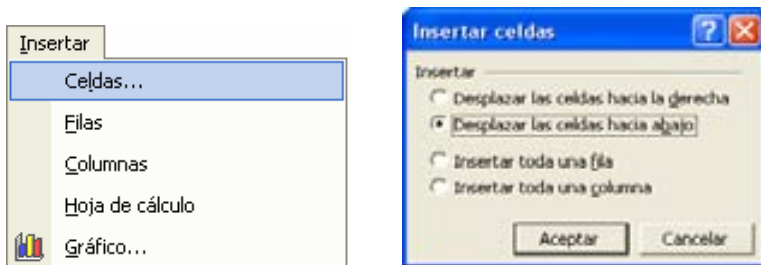 Insertar
Celdas...
Filas
Columnas
Hoja de cálculo
Gráfico...
Insertar celdas
Insertar
Desplazar las celdas hacia la derecha
Desplazar las celdas hacia abajo
Insertar toda una fila
Insertar toda una columna
Aceptar
Cancelar